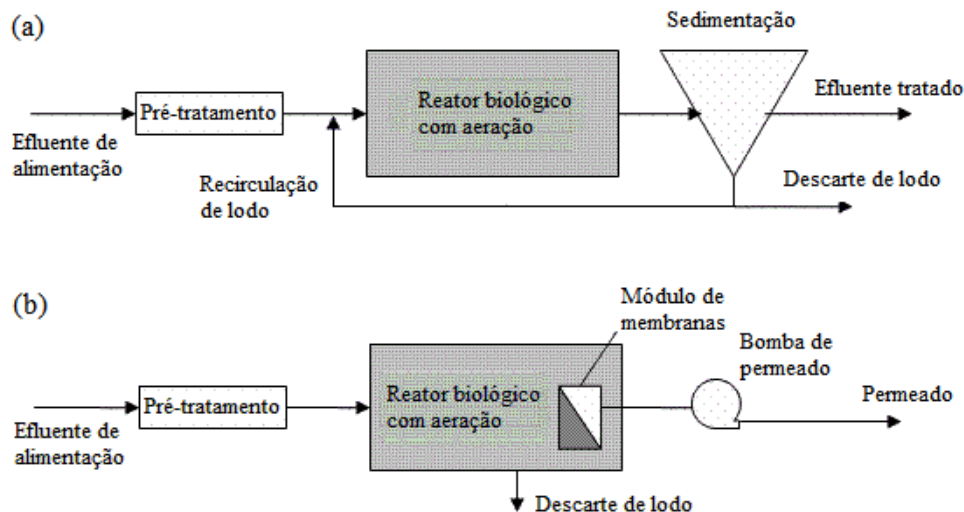 (a)
Sedimentação
Pré-tratamento
Reator biológico
com aeração
Efluente tratado
Efluente de
alimentação
Recirculação
de lodo
Descarte de lodo
(b)
Módulo de
membranas
Bomba de
permeado
Pré-tratamento
Reator biológico
com aeração
Permeado
Efluente de
alimentação
Descarte de lodo